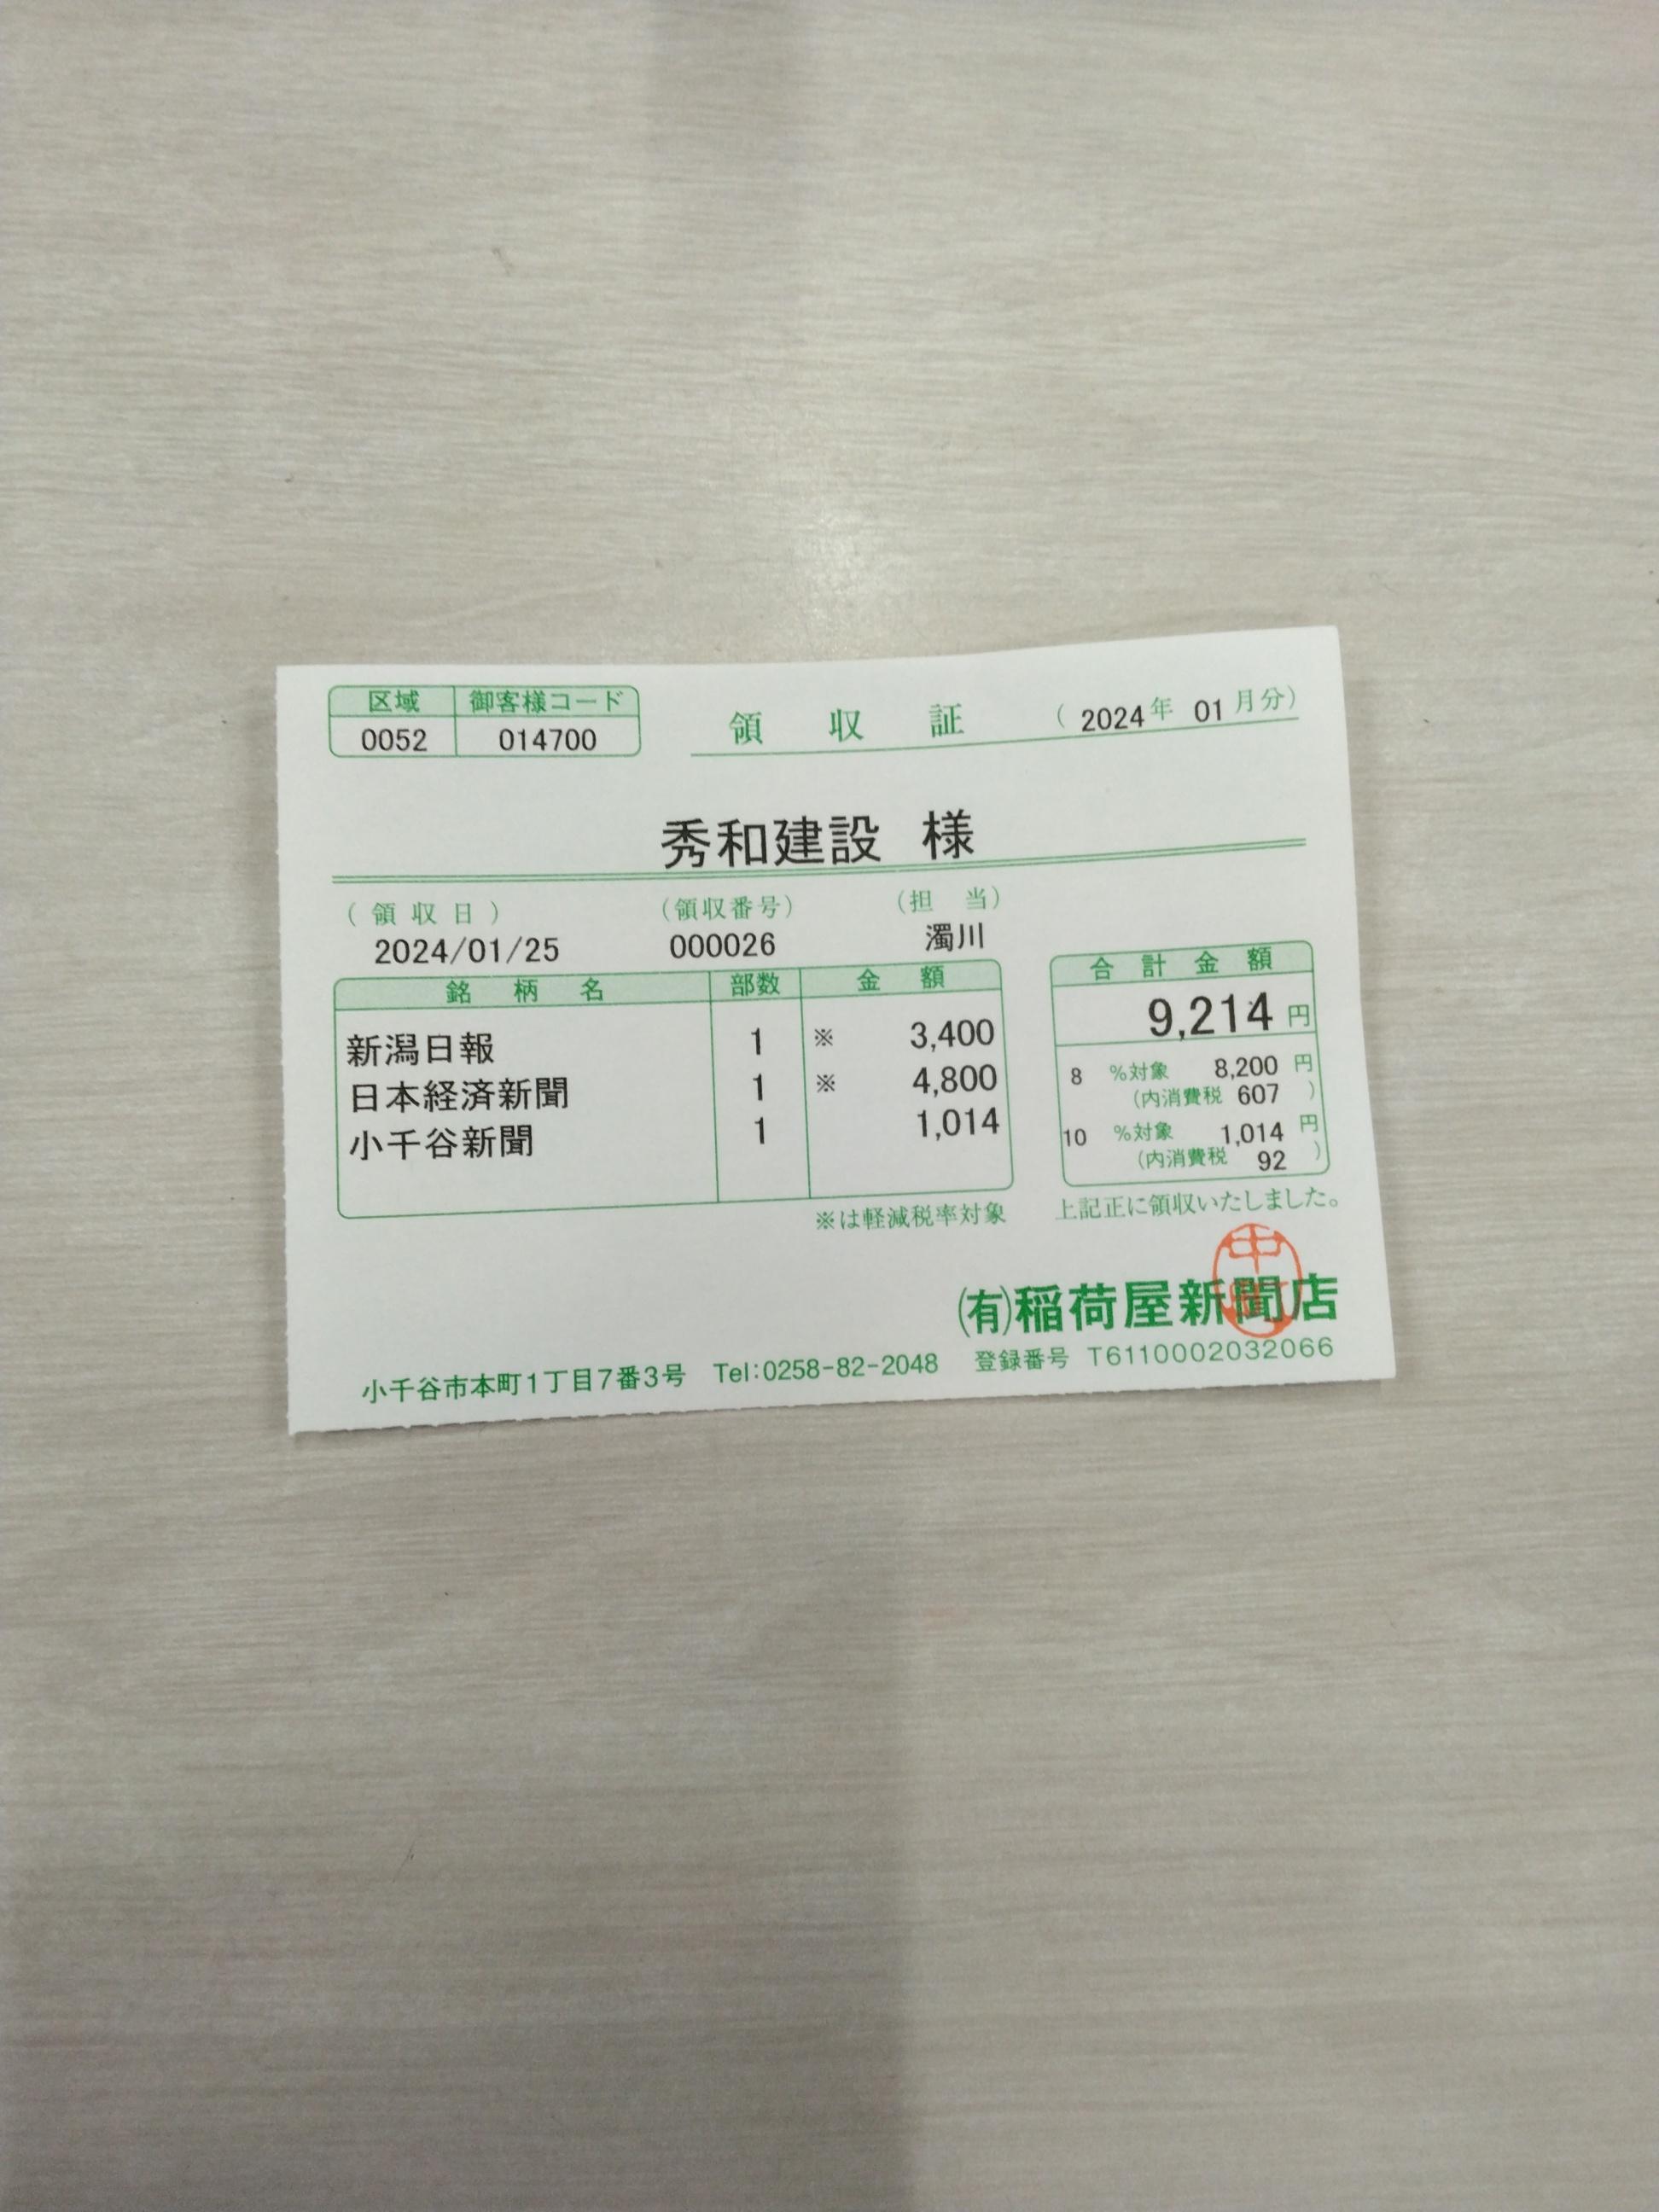 区域 御客様コード
0052 014700
領収証 (2024年 01月分)
秀和建設 様
(領収日) (領収番号) (担当)
2024/01/25 000026 濁川
銘柄名 部数 金額
新潟日報 1 ※ 3,400
日本経済新聞 1 ※ 4,800
小千谷新聞 1 1,014
※は軽減税率対象
合計金額
9,214円
8 %対象 8,200円
(内消費税 607)
10 %対象 1,014円
(内消費税 92)
上記正に領収いたしました。
中
㈲稲荷屋新聞店
小千谷市本町1丁目7番3号 Tel:0258-82-2048 登録番号 T6110002032066